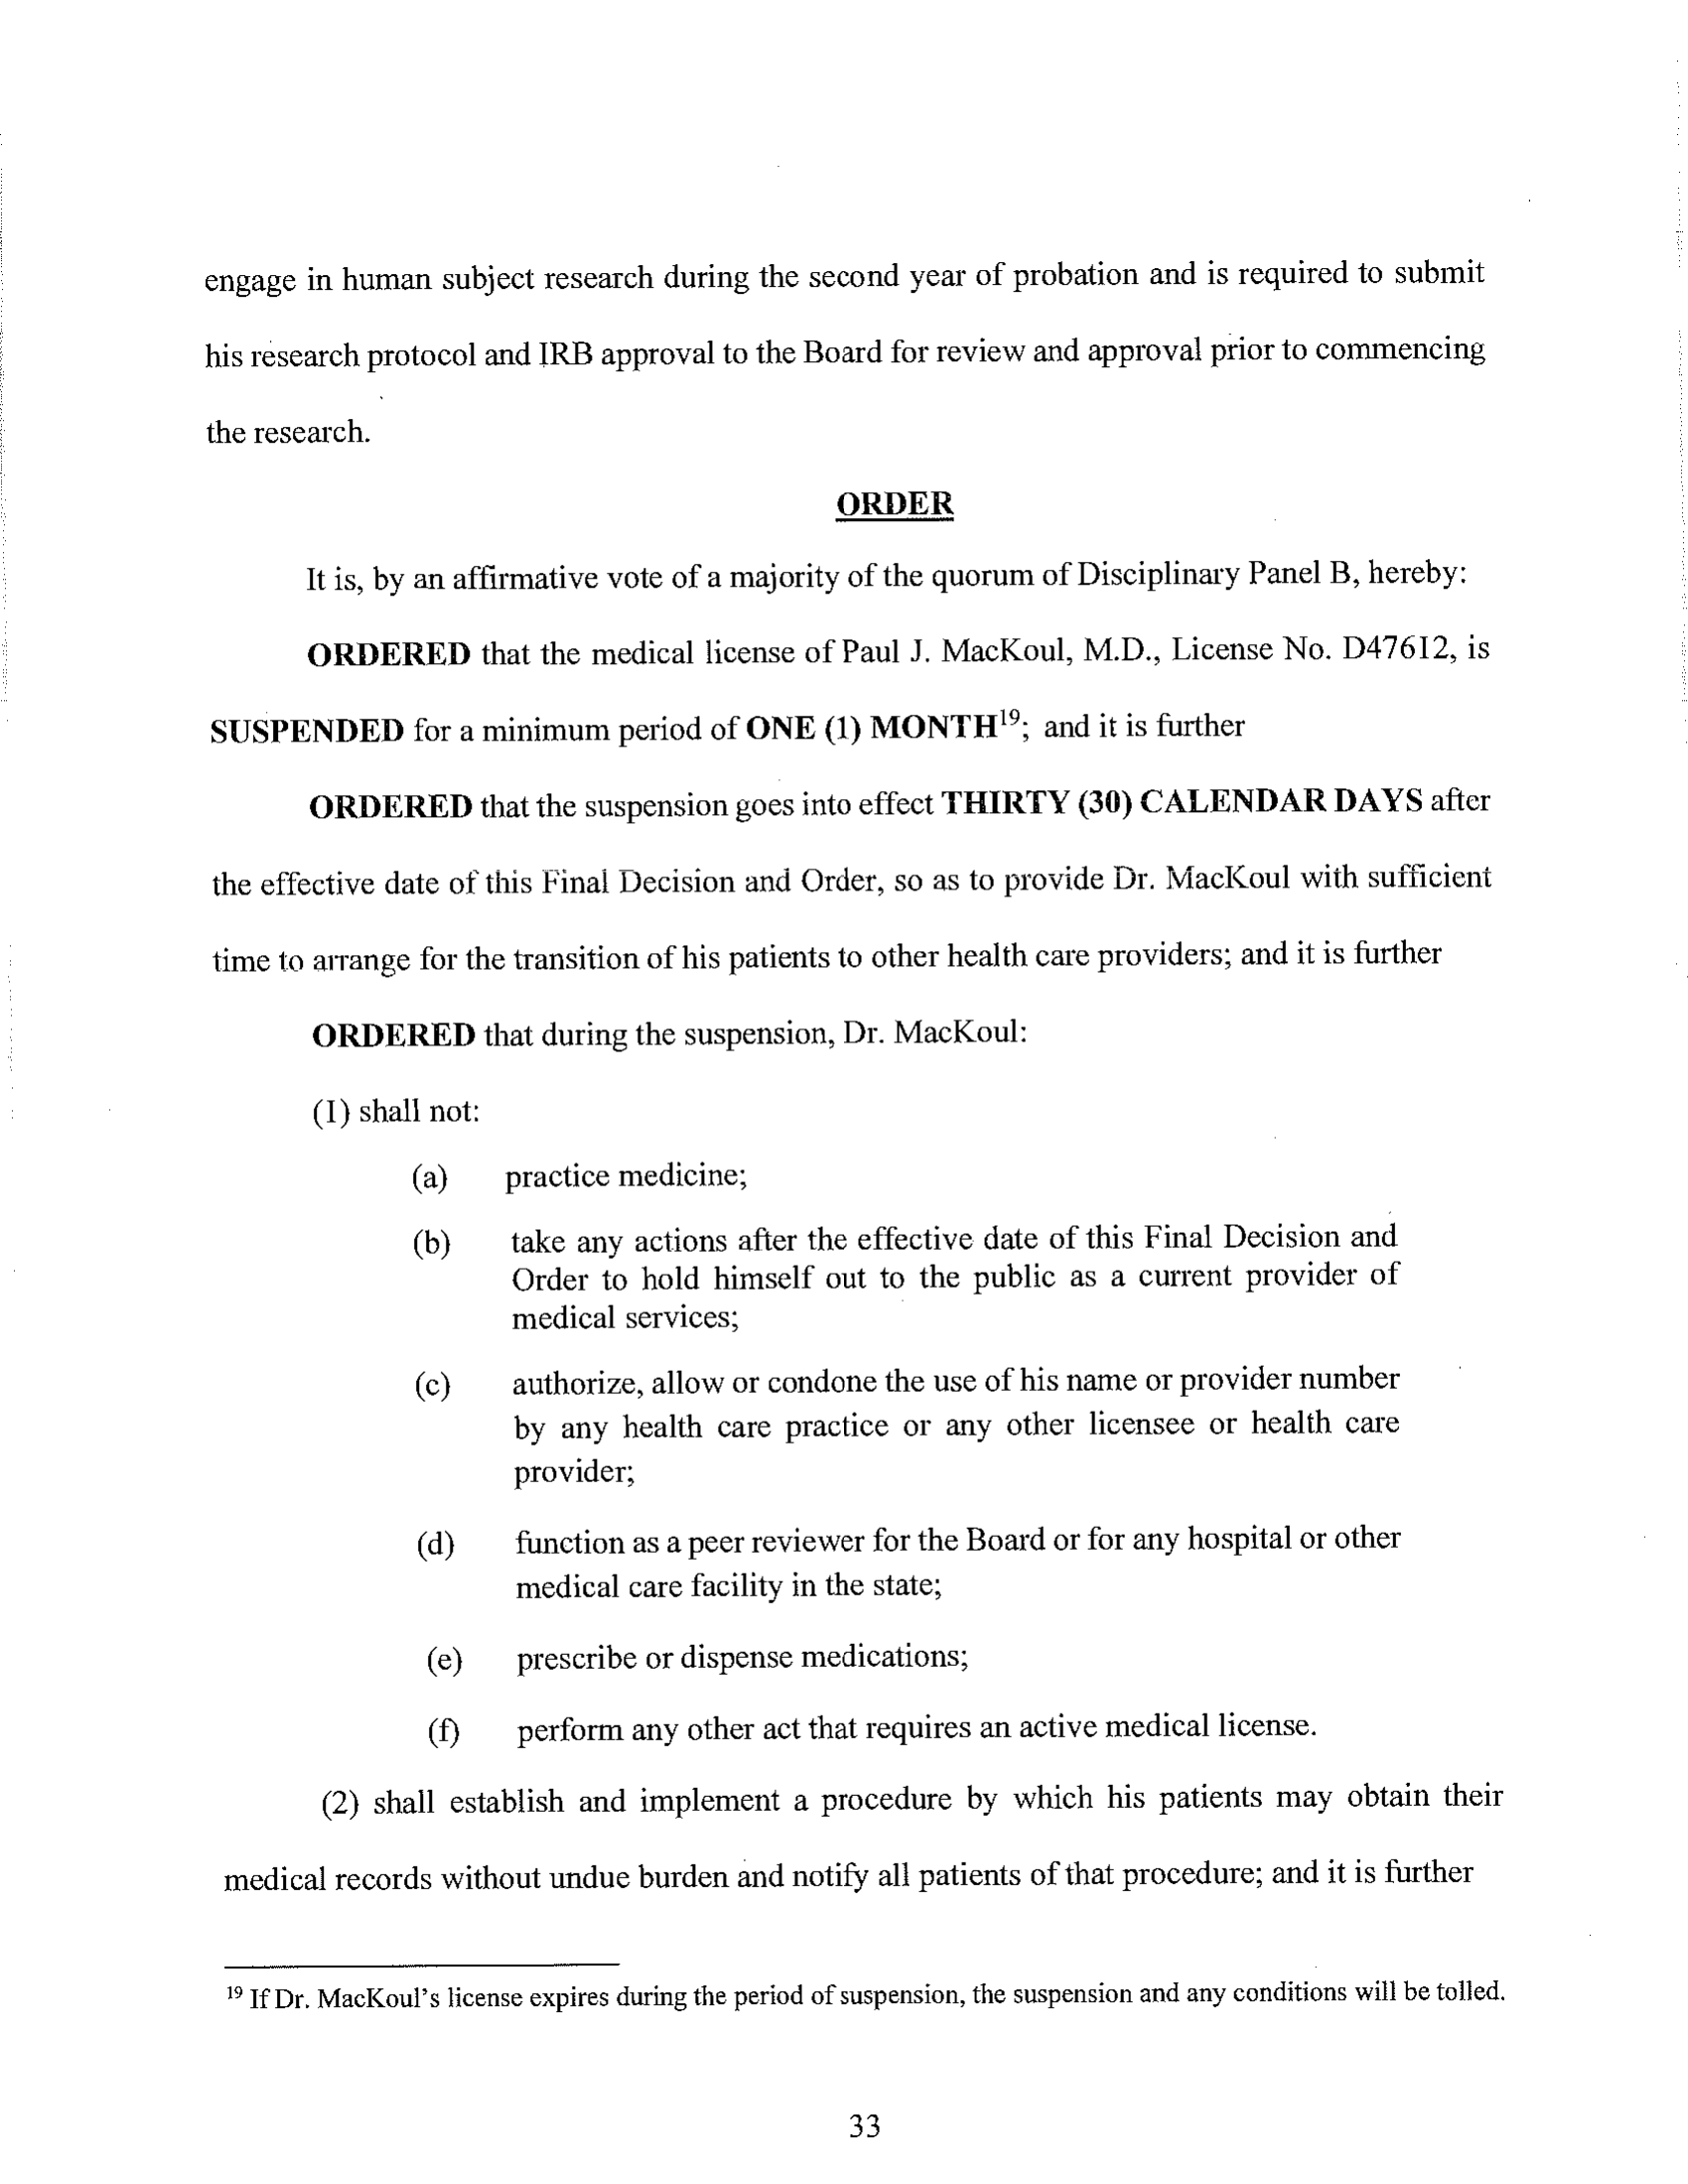 engage in human subject research during the second year of probation and is required to submit
his research protocol and IRB approval to the Board for review and approval prior to commencing
the research.
ORDER
It is, by an affirmative vote of a majority of the quorum of Disciplinary Panel B, hereby:
ORDERED that the medical license of Paul J. MacKoul, M.D., License No. D47612, is
SUSPENDED for a minimum period of ONE (1) MONTH¹⁹; and it is further
ORDERED that the suspension goes into effect THIRTY (30) CALENDAR DAYS after
the effective date of this Final Decision and Order, so as to provide Dr. MacKoul with sufficient
time to arrange for the transition of his patients to other health care providers; and it is further
ORDERED that during the suspension, Dr. MacKoul:
(1) shall not:
(a) practice medicine;
(b) take any actions after the effective date of this Final Decision and
Order to hold himself out to the public as a current provider of
medical services;
(c) authorize, allow or condone the use of his name or provider number
by any health care practice or any other licensee or health care
provider;
(d) function as a peer reviewer for the Board or for any hospital or other
medical care facility in the state;
(e) prescribe or dispense medications;
(f) perform any other act that requires an active medical license.
(2) shall establish and implement a procedure by which his patients may obtain their
medical records without undue burden and notify all patients of that procedure; and it is further
¹⁹ If Dr. MacKoul's license expires during the period of suspension, the suspension and any conditions will be tolled.
33